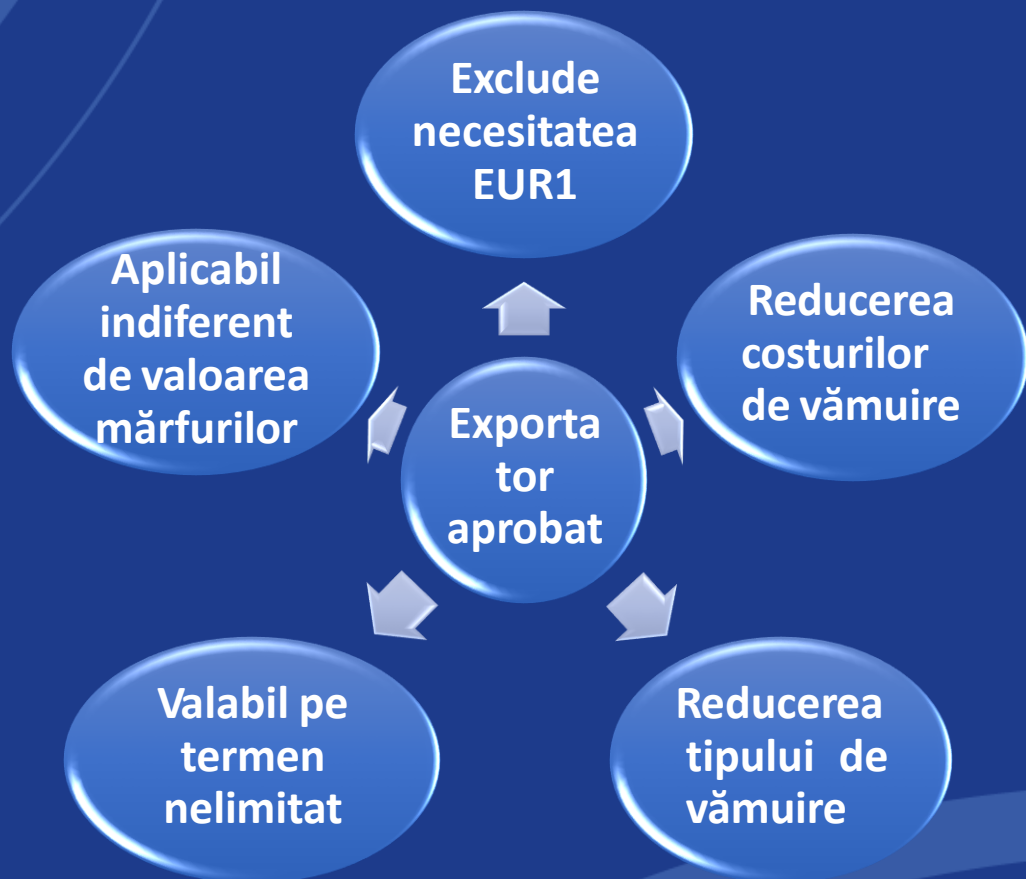 Exclude
necesitatea
EUR1
Aplicabil
indiferent
de valoarea
mărfurilor
Reducerea
costurilor
de vămuire
Exporta
tor
aprobat
Valabil pe
termen
nelimitat
Reducerea
tipului de
vămuire